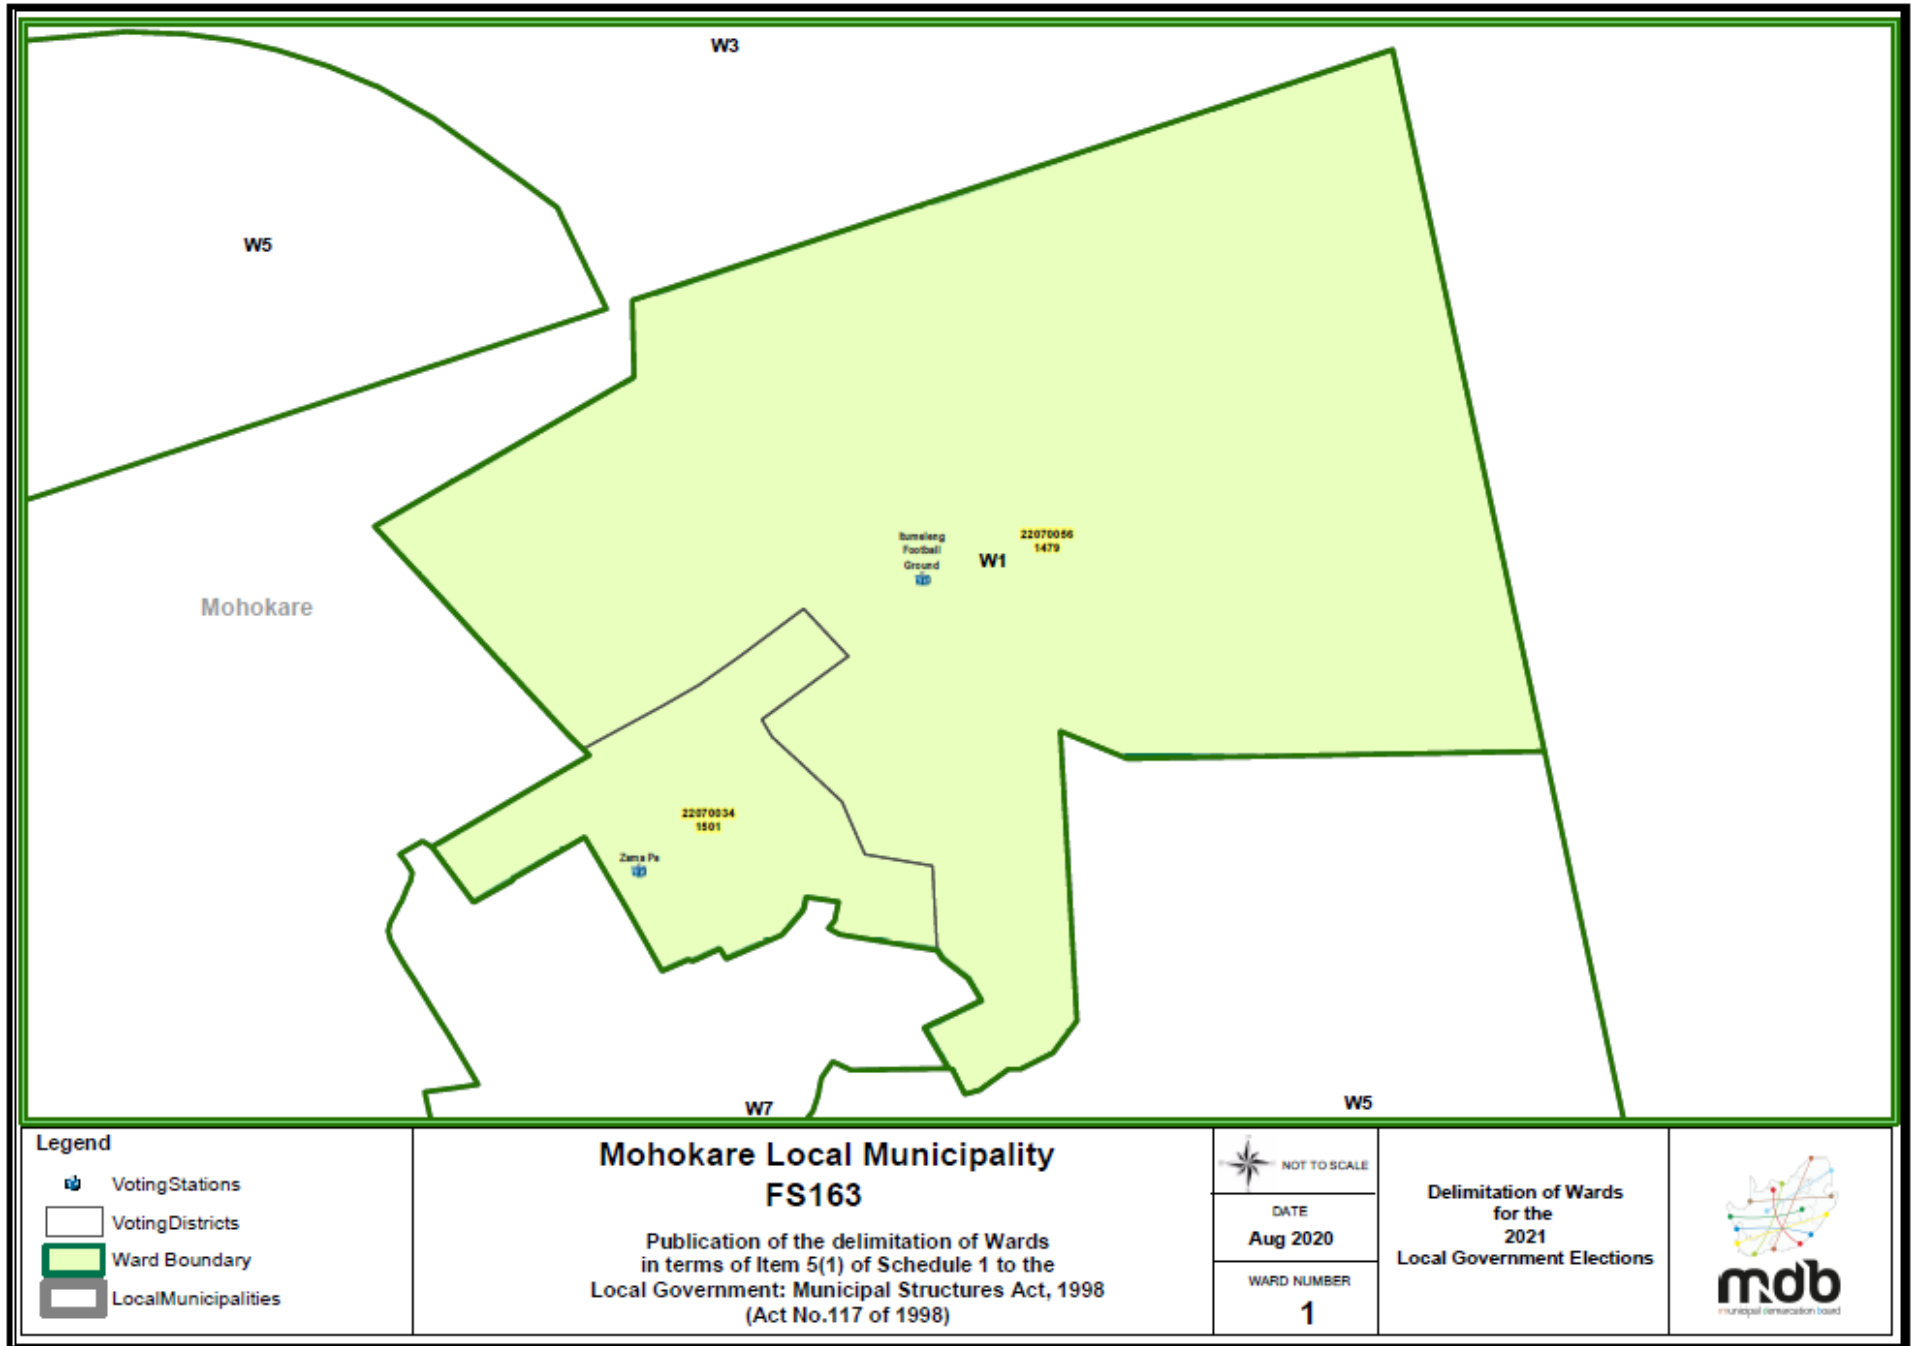 W3
W5
Itumeleng
Football
Ground
W1
22070056
1479
Mohokare
22070034
1501
Zama Ps
W7
W5
Legend
VotingStations
VotingDistricts
Ward Boundary
LocalMunicipalities
Mohokare Local Municipality
FS163
Publication of the delimitation of Wards
in terms of Item 5(1) of Schedule 1 to the
Local Government: Municipal Structures Act, 1998
(Act No.117 of 1998)
NOT TO SCALE
DATE
Aug 2020
WARD NUMBER
1
Delimitation of Wards
for the
2021
Local Government Elections
mdb
municipal demarcation board